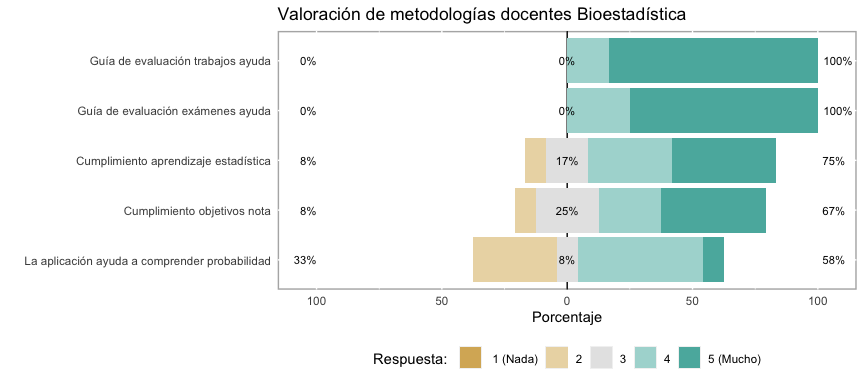 Valoración de metodologías docentes Bioestadística
Guía de evaluación trabajos ayuda 0% 0% 100%
Guía de evaluación exámenes ayuda 0% 0% 100%
Cumplimiento aprendizaje estadística 8% 17% 75%
Cumplimiento objetivos nota 8% 25% 67%
La aplicación ayuda a comprender probabilidad 33% 8% 58%
100 50 0 50 100
Porcentaje
Respuesta: 1 (Nada) 2 3 4 5 (Mucho)